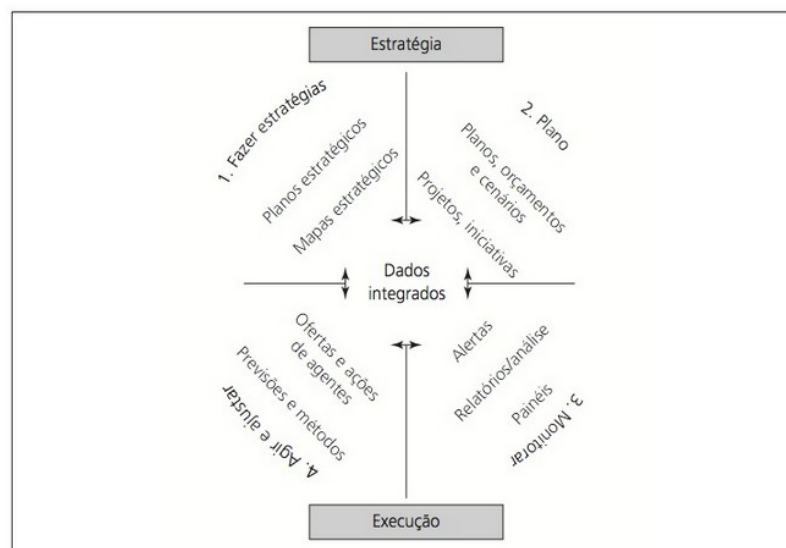 Estratégia
1. Fazer estratégias
Planos estratégicos
Mapas estratégicos
2. Plano
Planos, orçamentos
e cenários
Projetos, iniciativas
Dados
integrados
Ofertas e ações
de agentes
Previsões e métodos
4. Agir e ajustar
Alertas
Relatórios/análise
Painéis
3. Monitorar
Execução